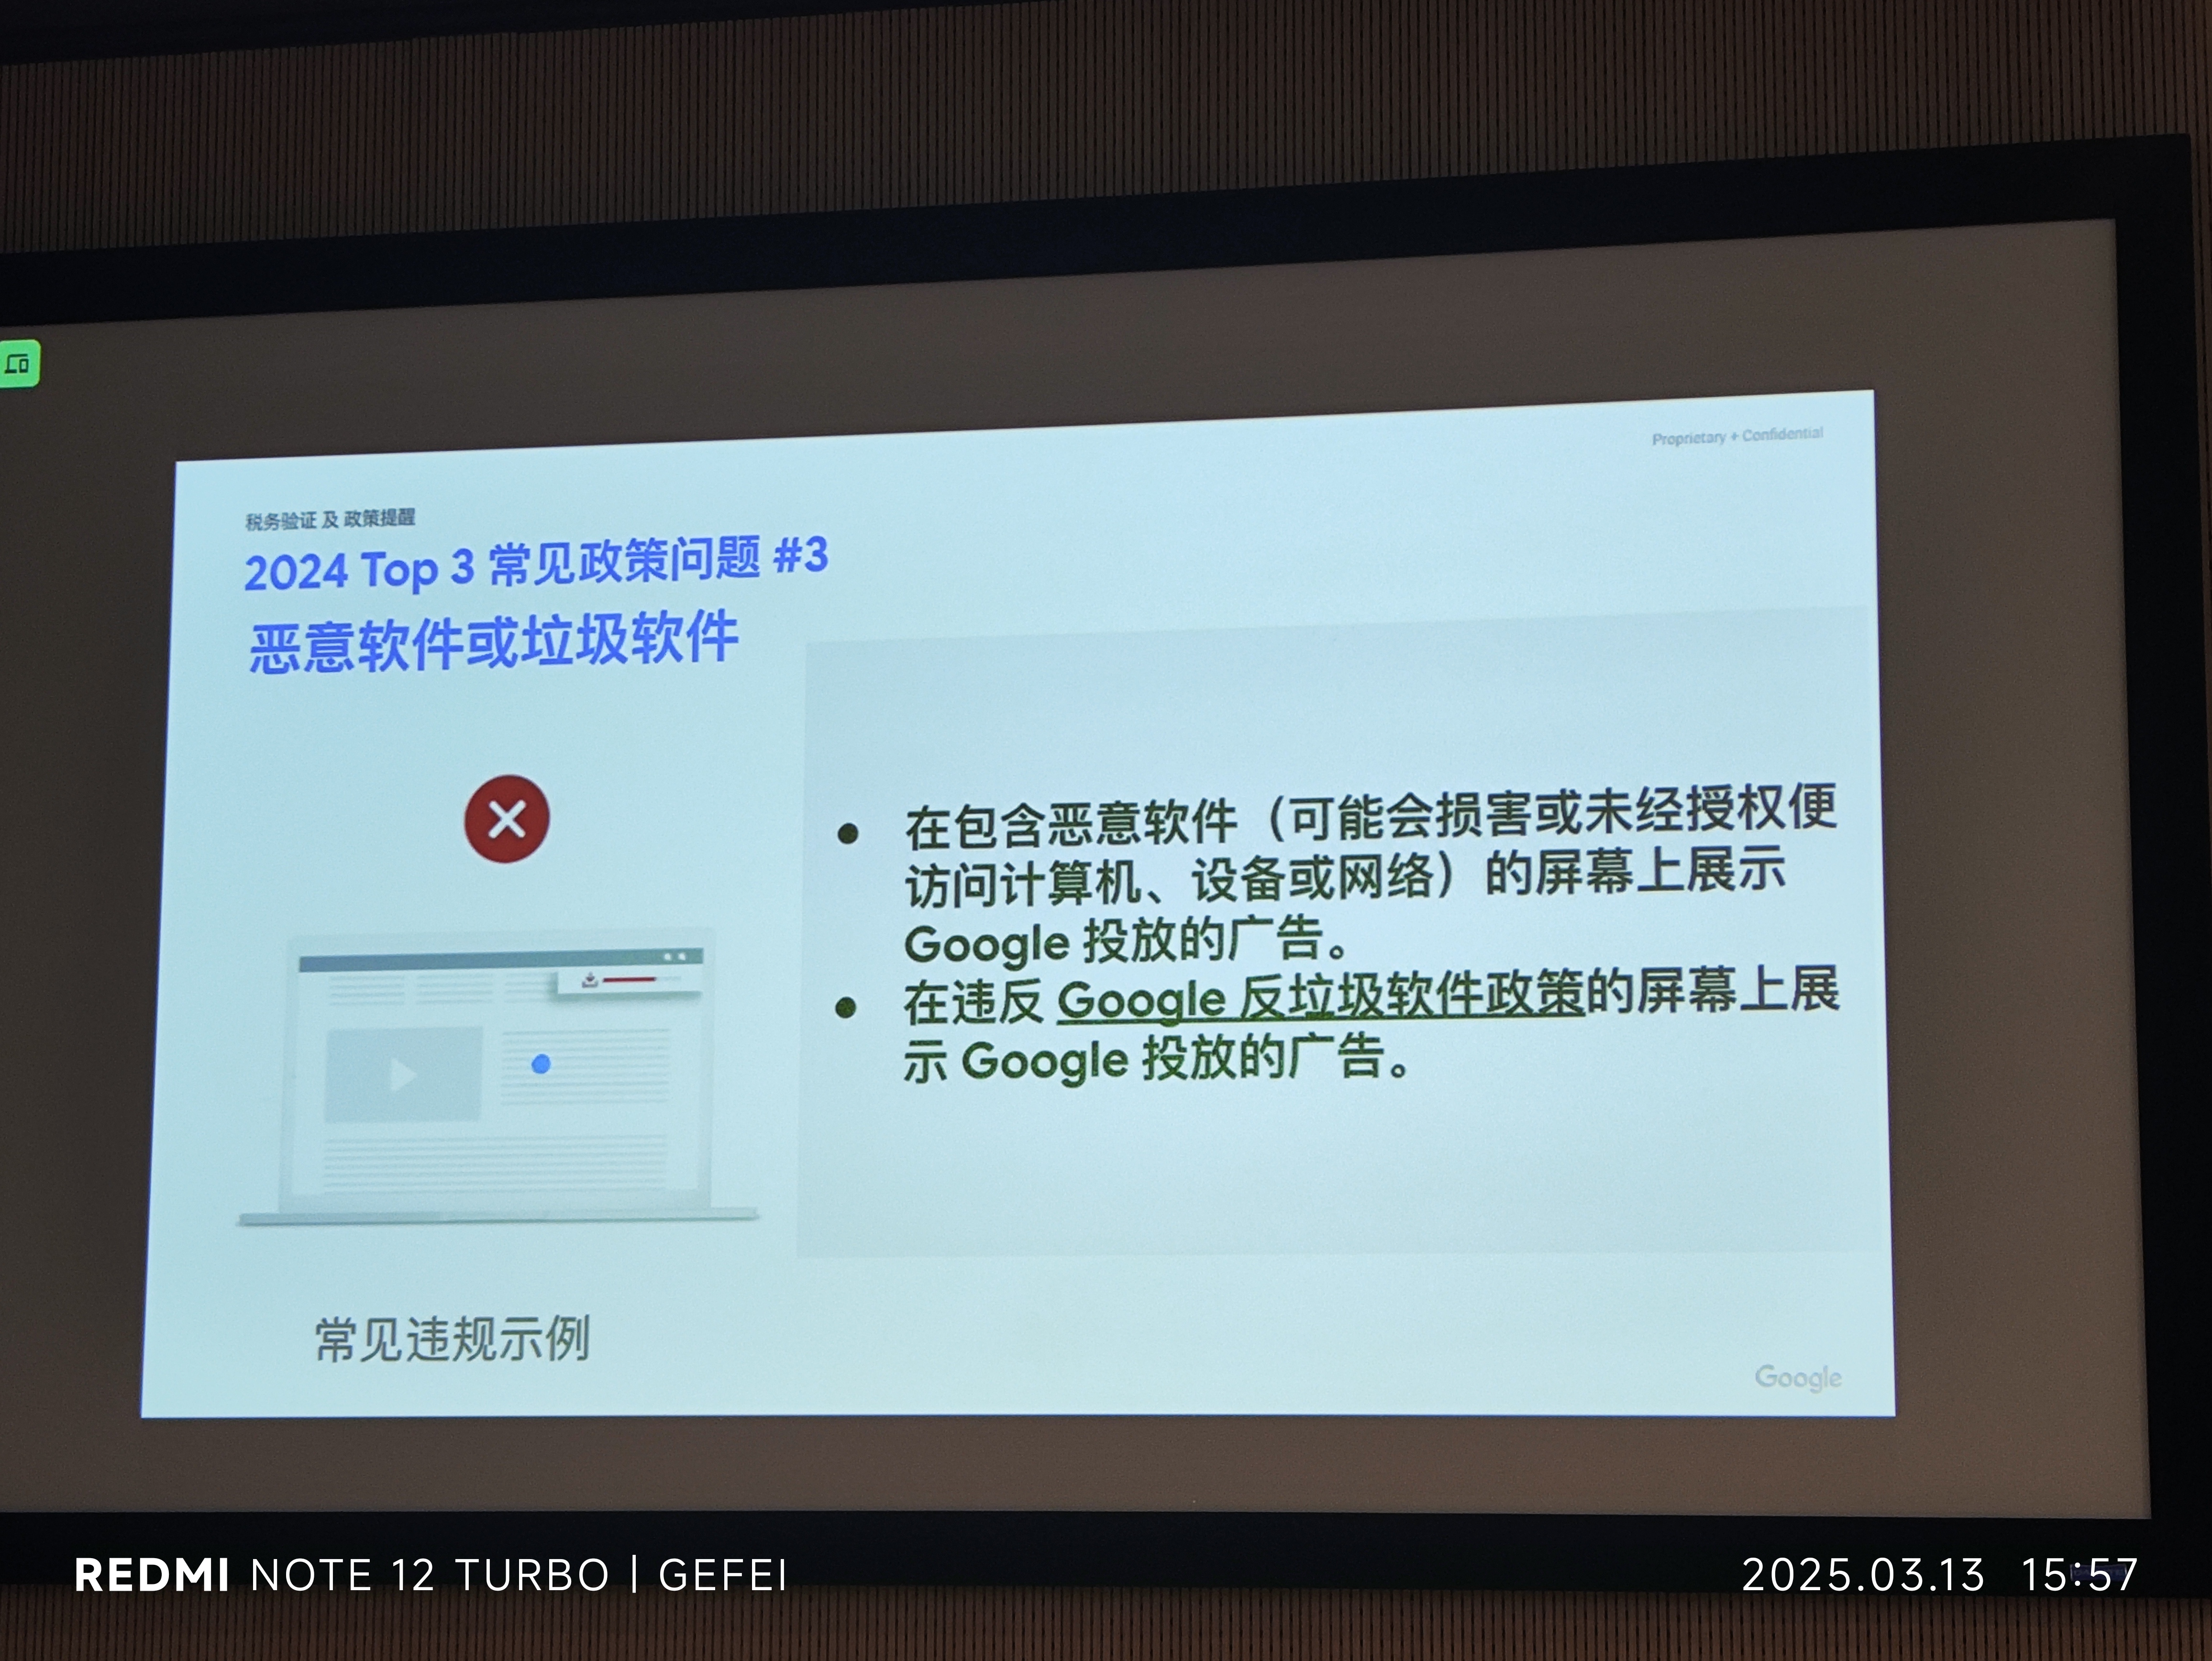 Proprietary + Confidential
税务验证 及 政策提醒
2024 Top 3 常见政策问题 #3
恶意软件或垃圾软件
● 在包含恶意软件（可能会损害或未经授权便
访问计算机、设备或网络）的屏幕上展示
Google 投放的广告。
● 在违反 Google 反垃圾软件政策的屏幕上展
示 Google 投放的广告。
常见违规示例
Google
REDMI NOTE 12 TURBO | GEFEI
2025.03.13 15:57